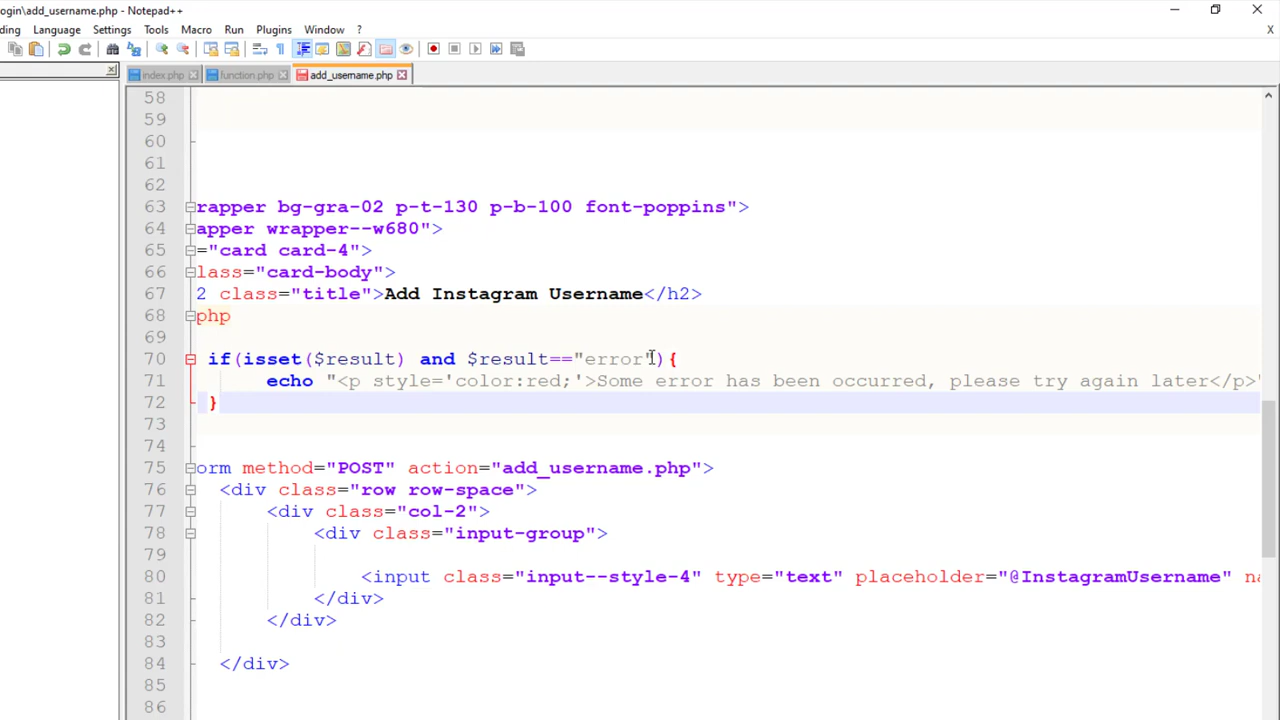 ogin\add_username.php - Notepad++
ding Language Settings Tools Macro Run Plugins Window ?
X
index.php function.php add_username.php
58
59
60
61
62
63 rapper bg-gra-02 p-t-130 p-b-100 font-poppins">
64 apper wrapper--w680">
65 ="card card-4">
66 lass="card-body">
67 2 class="title">Add Instagram Username</h2>
68 php
69
70 if(isset($result) and $result=="error"){
71 echo "<p style='color:red;'>Some error has been occurred, please try again later</p>"
72 }
73
74
75 orm method="POST" action="add_username.php">
76 <div class="row row-space">
77 <div class="col-2">
78 <div class="input-group">
79
80 <input class="input--style-4" type="text" placeholder="@InstagramUsername" na
81 </div>
82 </div>
83
84 </div>
85
86